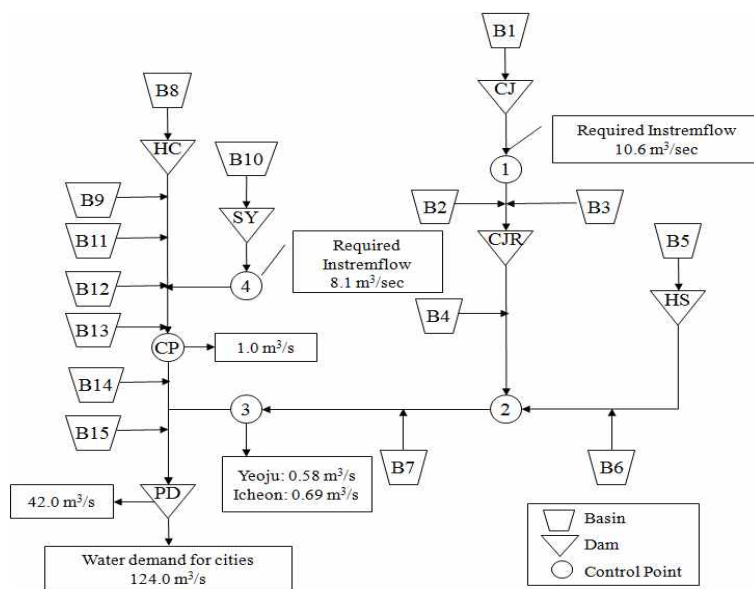 B1
B8
CJ
Required Instremflow
10.6 m³/sec
HC
B10
1
B9
B2
B3
SY
CJR
B5
B11
Required
Instremflow
8.1 m³/sec
B12
4
HS
B13
B4
CP
1.0 m³/s
B14
3
2
B15
B7
B6
Yeoju: 0.58 m³/s
Icheon: 0.69 m³/s
42.0 m³/s
PD
Water demand for cities
124.0 m³/s
Basin
Dam
Control Point